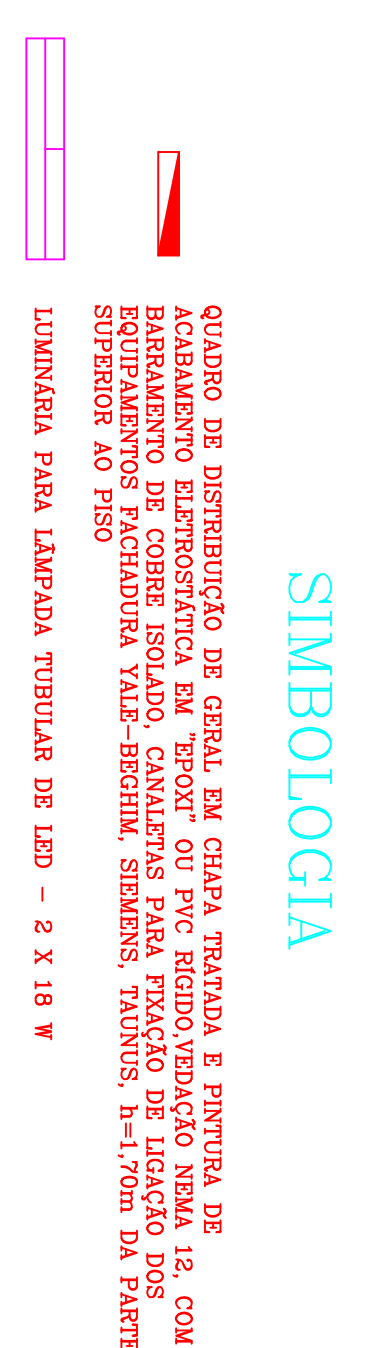 SIMBOLOGIA
QUADRO DE DISTRIBUIÇÃO DE GERAL EM CHAPA TRATADA E PINTURA DE
ACABAMENTO ELETROSTÁTICA EM "EPOXI" OU PVC RÍGIDO,VEDAÇÃO NEMA 12, COM
BARRAMENTO DE COBRE ISOLADO, CANALETAS PARA FIXAÇÃO DE LIGAÇÃO DOS
EQUIPAMENTOS FACHADURA YALE-BEGHIM, SIEMENS, TAUNUS, h=1,70m DA PARTE
SUPERIOR AO PISO
LUMINÁRIA PARA LÂMPADA TUBULAR DE LED - 2 X 18 W